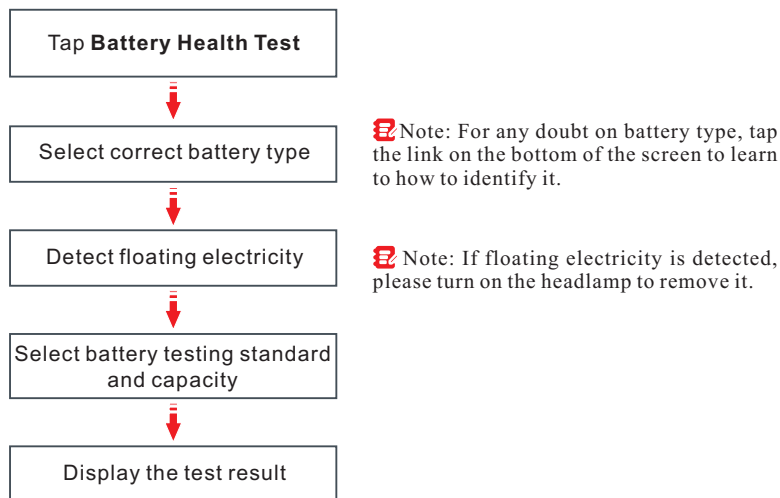 Tap Battery Health Test
Select correct battery type
Note: For any doubt on battery type, tap
the link on the bottom of the screen to learn
to how to identify it.
Detect floating electricity
Note: If floating electricity is detected,
please turn on the headlamp to remove it.
Select battery testing standard
and capacity
Display the test result